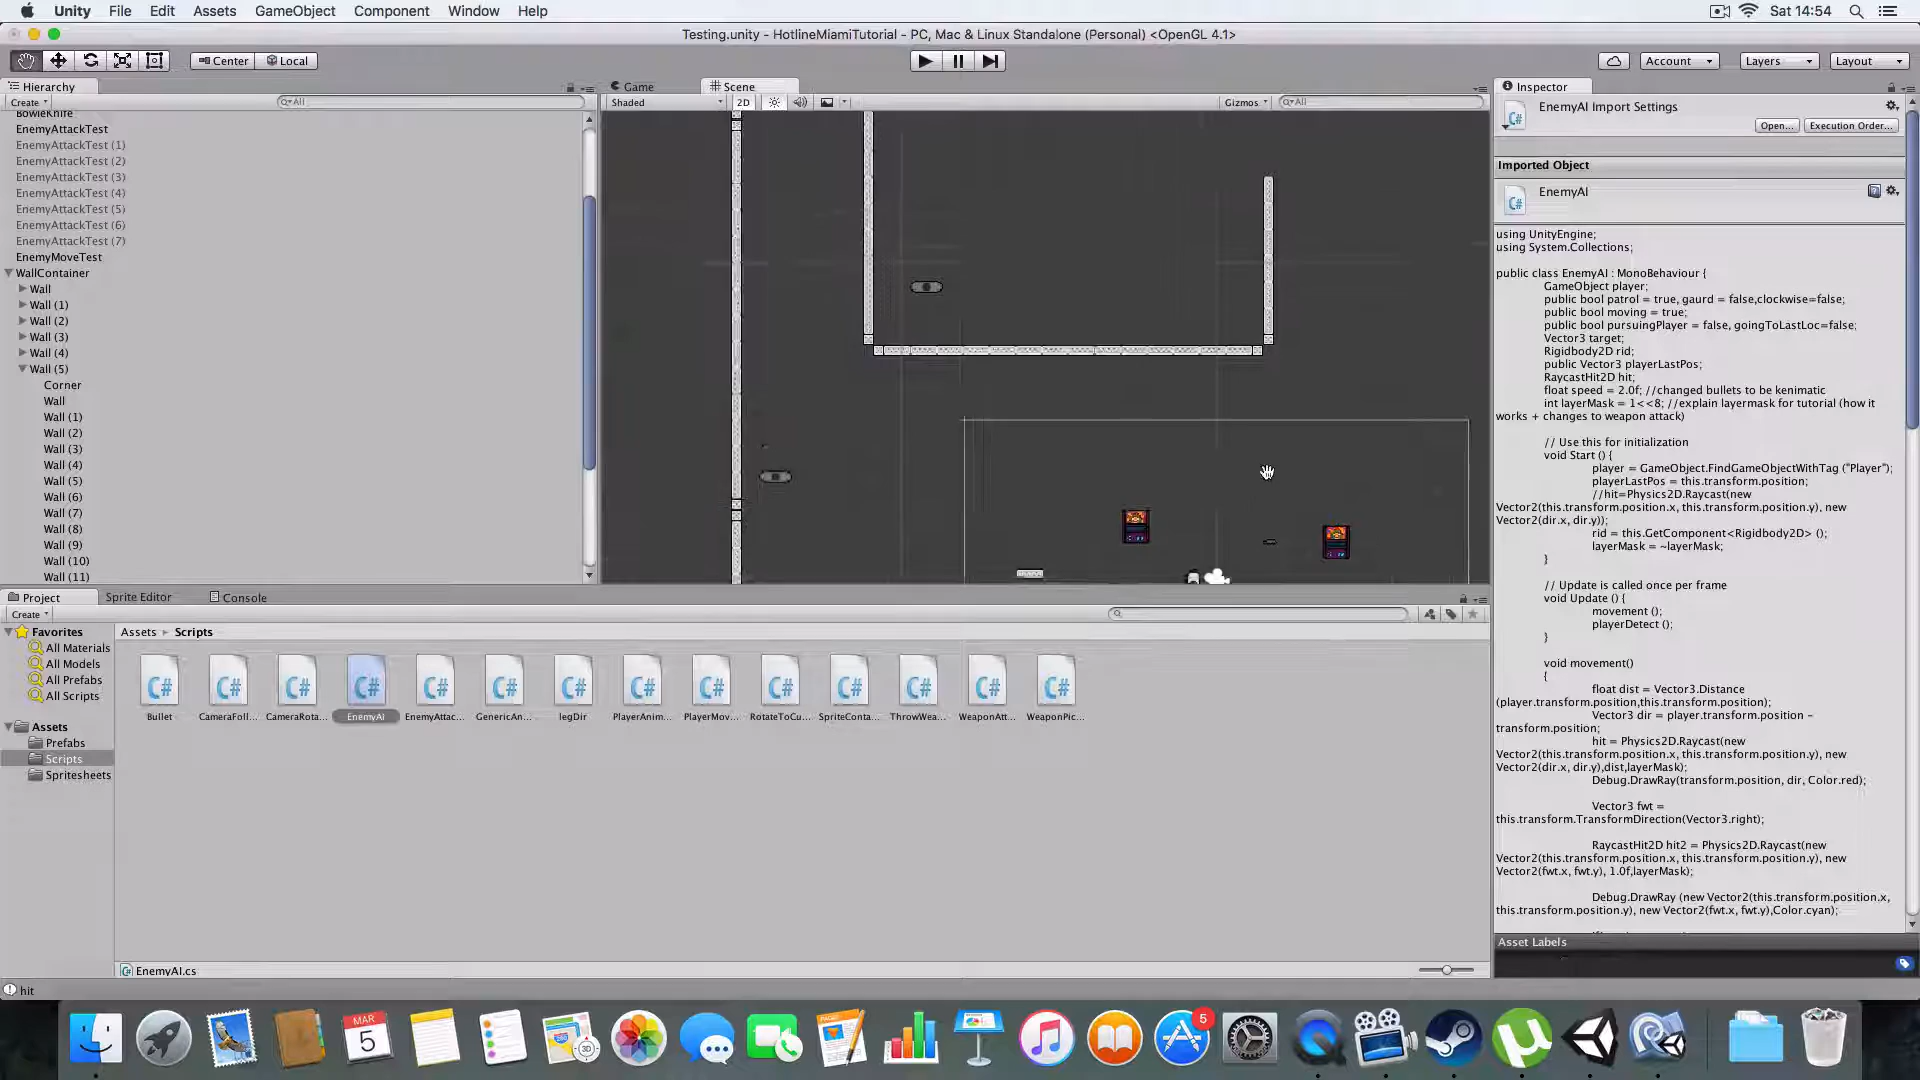 Unity File Edit Assets GameObject Component Window Help Sat 14:54
Testing.unity - HotlineMiamiTutorial - PC, Mac & Linux Standalone (Personal) <OpenGL 4.1>
Center Local Account Layers Layout
Hierarchy
Create All
BowieKnife
EnemyAttackTest
EnemyAttackTest (1)
EnemyAttackTest (2)
EnemyAttackTest (3)
EnemyAttackTest (4)
EnemyAttackTest (5)
EnemyAttackTest (6)
EnemyAttackTest (7)
EnemyMoveTest
WallContainer
Wall
Wall (1)
Wall (2)
Wall (3)
Wall (4)
Wall (5)
Corner
Wall
Wall (1)
Wall (2)
Wall (3)
Wall (4)
Wall (5)
Wall (6)
Wall (7)
Wall (8)
Wall (9)
Wall (10)
Wall (11)
Game Scene
Shaded 2D Gizmos All
Inspector
EnemyAI Import Settings
Open... Execution Order...
Imported Object
EnemyAI
using UnityEngine;
using System.Collections;
public class EnemyAI : MonoBehaviour {
GameObject player;
public bool patrol = true, gaurd = false,clockwise=false;
public bool moving = true;
public bool pursuingPlayer = false, goingToLastLoc=false;
Vector3 target;
Rigidbody2D rid;
public Vector3 playerLastPos;
RaycastHit2D hit;
float speed = 2.0f; //changed bullets to be kenimatic
int layerMask = 1<<8; //explain layermask for tutorial (how it
works + changes to weapon attack)
// Use this for initialization
void Start () {
player = GameObject.FindGameObjectWithTag ("Player");
playerLastPos = this.transform.position;
//hit=Physics2D.Raycast(new
Vector2(this.transform.position.x, this.transform.position.y), new
Vector2(dir.x, dir.y));
rid = this.GetComponent<Rigidbody2D> ();
layerMask = ~layerMask;
}
// Update is called once per frame
void Update () {
movement ();
playerDetect ();
}
void movement()
{
float dist = Vector3.Distance
(player.transform.position,this.transform.position);
Vector3 dir = player.transform.position -
transform.position;
hit = Physics2D.Raycast(new
Vector2(this.transform.position.x, this.transform.position.y), new
Vector2(dir.x, dir.y),dist,layerMask);
Debug.DrawRay(transform.position, dir, Color.red);
Vector3 fwt =
this.transform.TransformDirection(Vector3.right);
RaycastHit2D hit2 = Physics2D.Raycast(new
Vector2(this.transform.position.x, this.transform.position.y), new
Vector2(fwt.x, fwt.y), 1.0f,layerMask);
Debug.DrawRay (new Vector2(this.transform.position.x,
this.transform.position.y), new Vector2(fwt.x, fwt.y),Color.cyan);
Asset Labels
Project Sprite Editor Console
Create
Favorites
All Materials
All Models
All Prefabs
All Scripts
Assets
Prefabs
Scripts
Spritesheets
Assets Scripts
Bullet CameraFoll... CameraRota... EnemyAI EnemyAttac... GenericAn... legDir PlayerAnim... PlayerMov... RotateToCu... SpriteConta... ThrowWea... WeaponAtt... WeaponPic...
EnemyAI.cs
hit
MAR
5
PAGES
5